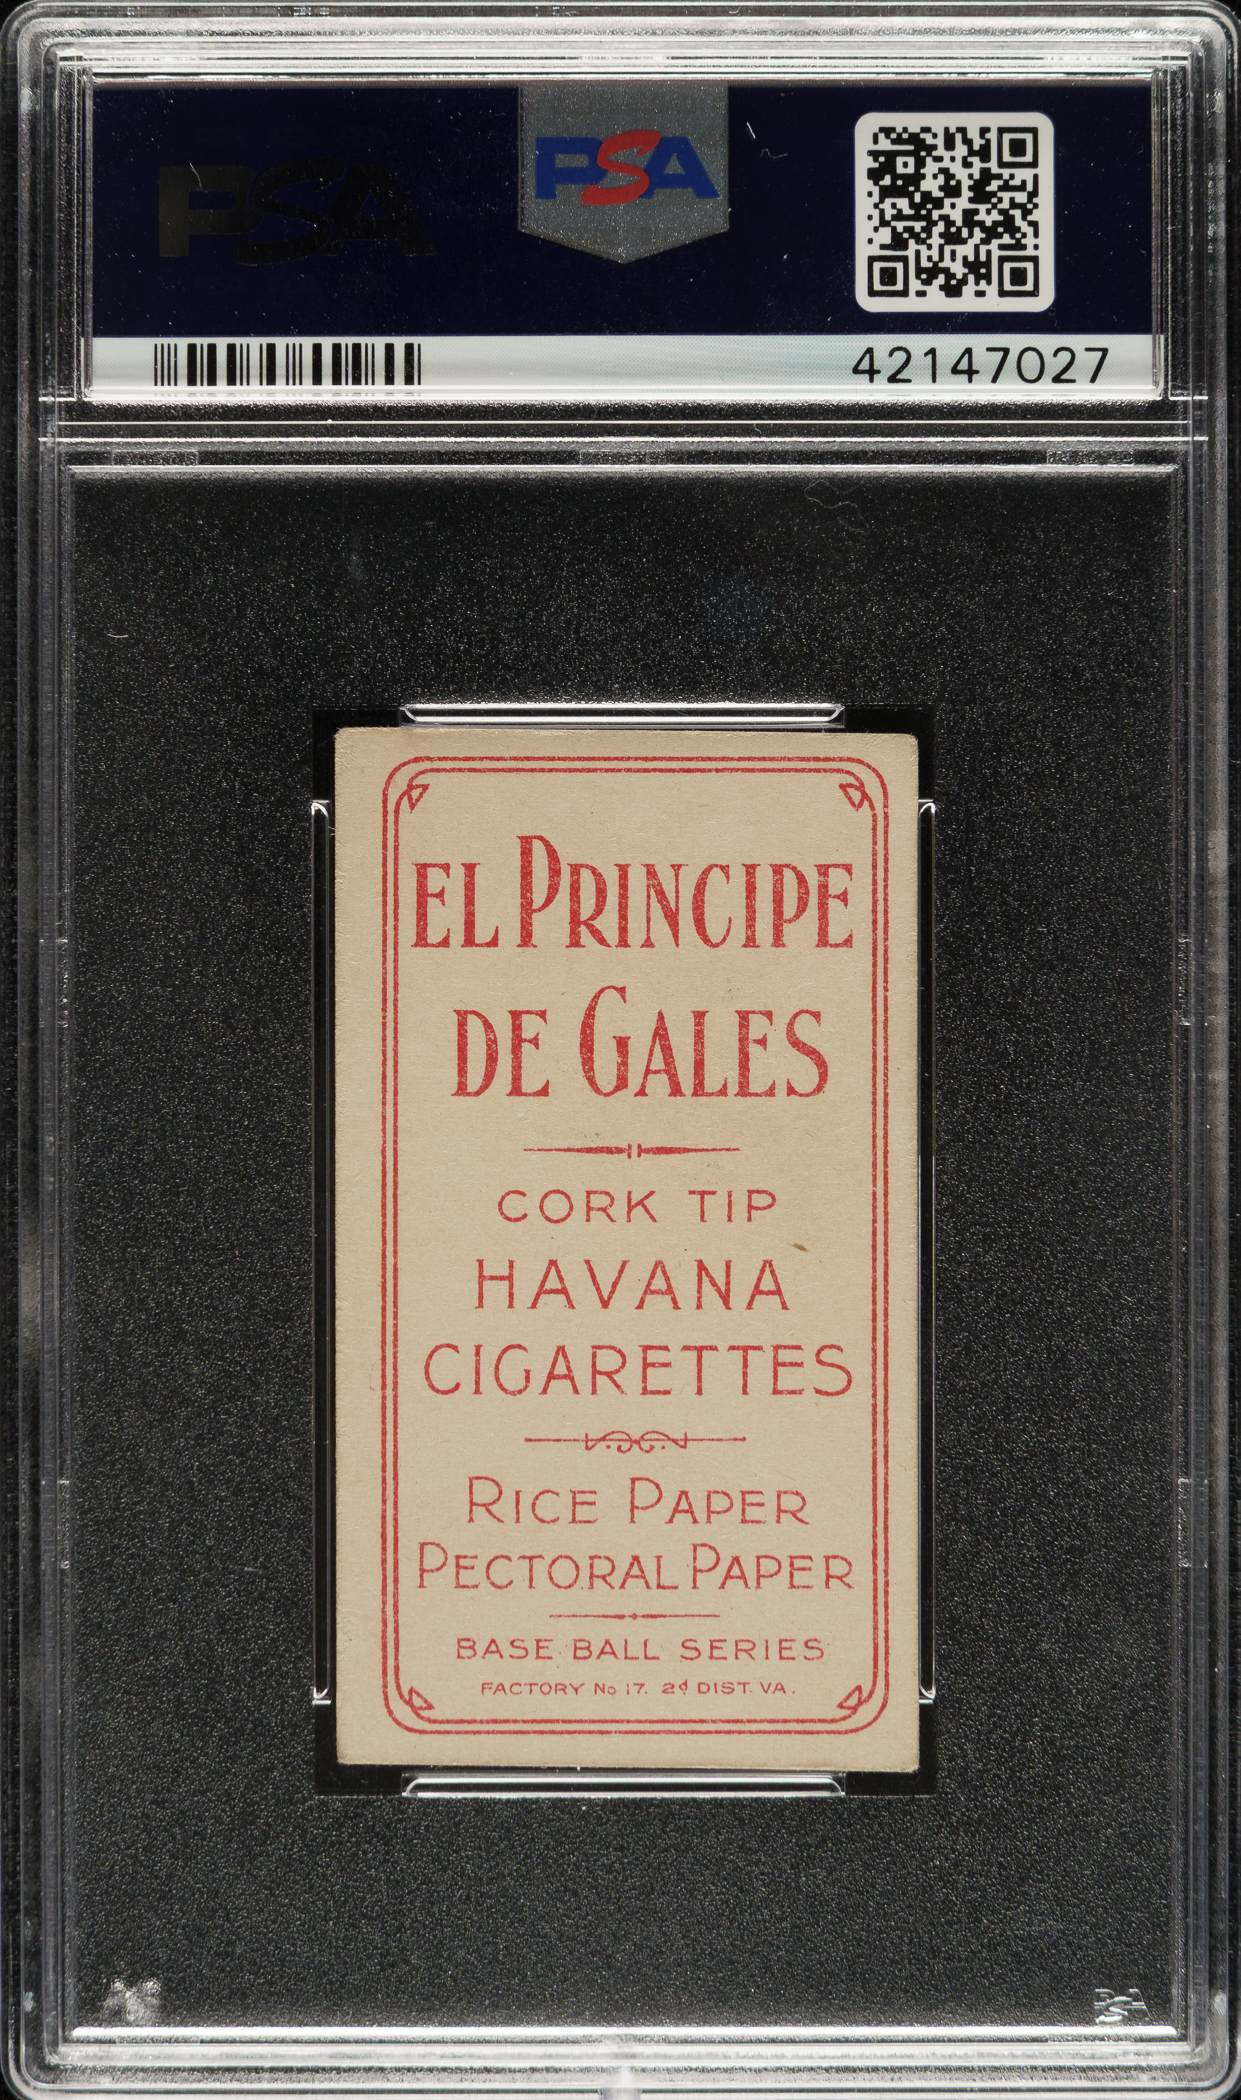 PSA
PSA
42147027
EL PRINCIPE
DE GALES
CORK TIP
HAVANA
CIGARETTES
RICE PAPER
PECTORAL PAPER
BASE BALL SERIES
FACTORY No 17. 2d DIST. VA.
PSA